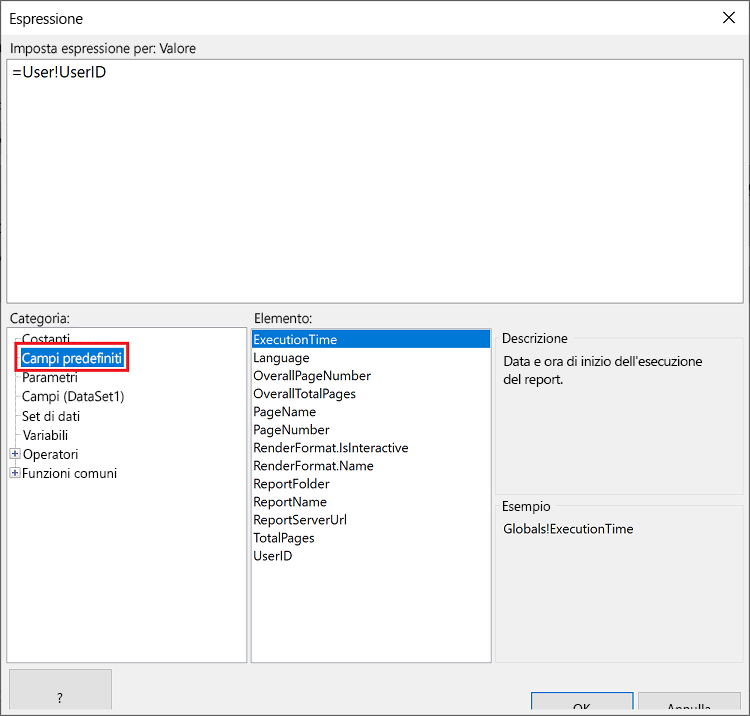 Espressione
Imposta espressione per: Valore
=User!UserID
Categoria:
Costanti
Campi predefiniti
Parametri
Campi (DataSet1)
Set di dati
Variabili
Operatori
Funzioni comuni
Elemento:
ExecutionTime
Language
OverallPageNumber
OverallTotalPages
PageName
PageNumber
RenderFormat.IsInteractive
RenderFormat.Name
ReportFolder
ReportName
ReportServerUrl
TotalPages
UserID
Descrizione
Data e ora di inizio dell'esecuzione
del report.
Esempio
Globals!ExecutionTime
?
OK
Annulla